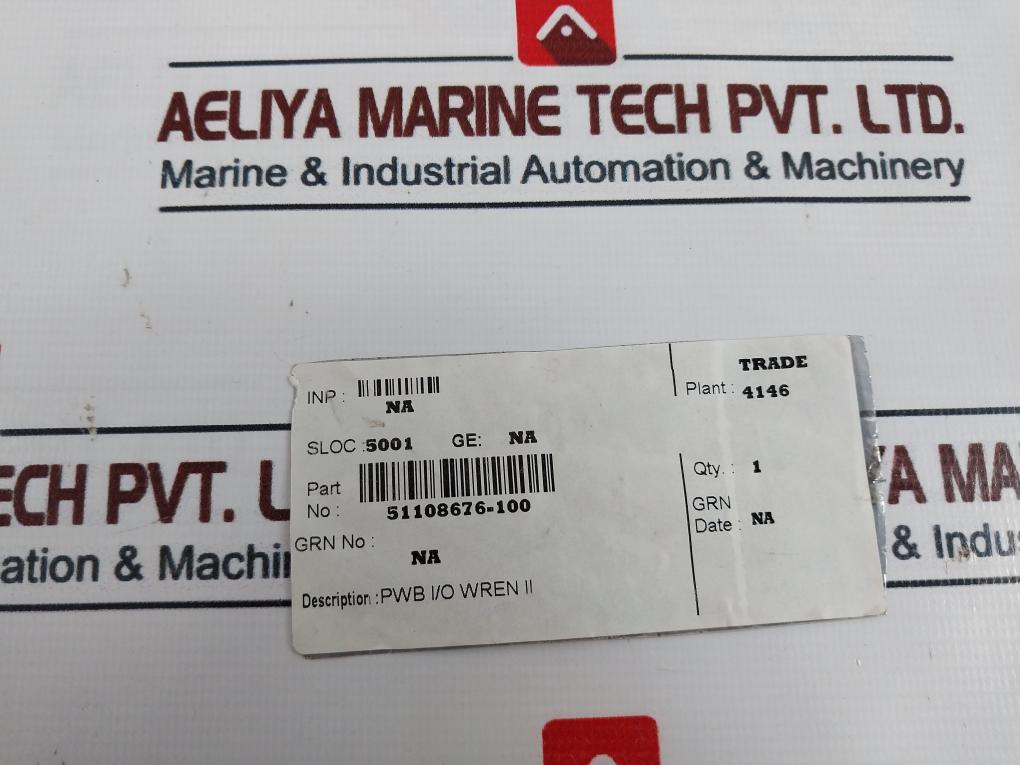 AELIYA MARINE TECH PVT. LTD.
Marine & Industrial Automation & Machinery
INP :
NA
TRADE
Plant : 4146
SLOC :5001 GE: NA
Part
No :
51108676-100
Qty. : 1
GRN
Date : NA
GRN No :
NA
Description :PWB I/O WREN II
ECH PVT. L
ation & Machi
YA MA
& Indus